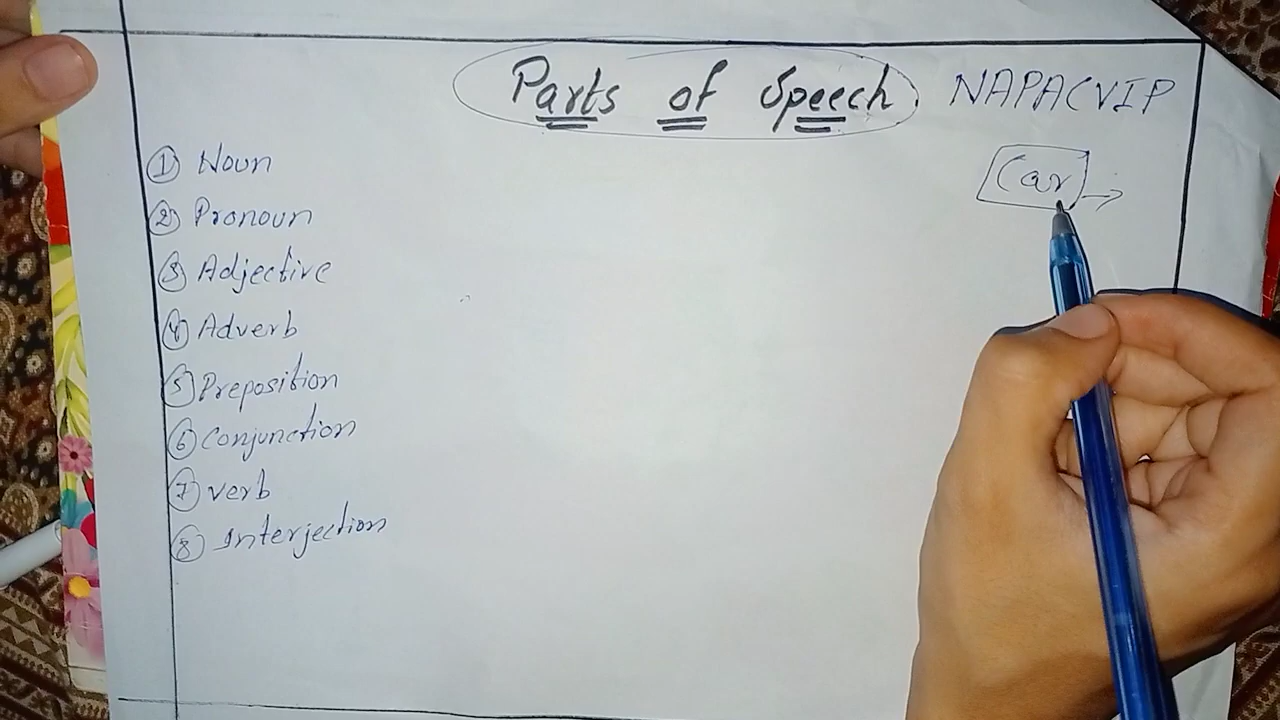 Parts of Speech NAPACVIP
Car
① Noun
② Pronoun
③ Adjective
④ Adverb
⑤ Preposition
⑥ Conjunction
⑦ verb
⑧ Interjection